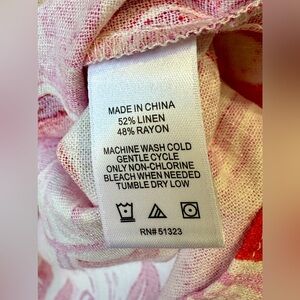 MADE IN CHINA
52% LINEN
48% RAYON
MACHINE WASH COLD
GENTLE CYCLE
ONLY NON-CHLORINE
BLEACH WHEN NEEDED
TUMBLE DRY LOW
RN# 51323